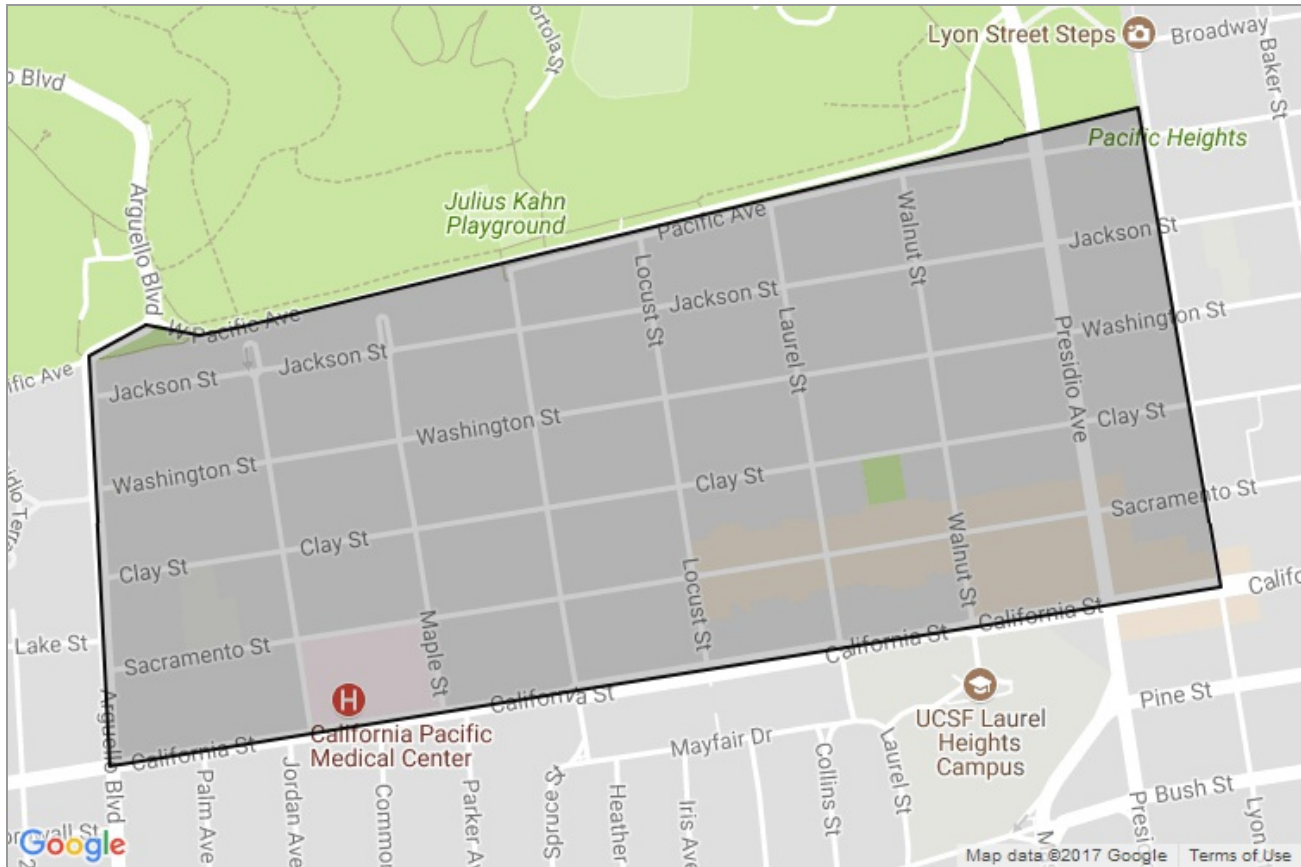 Lyon Street Steps
Broadway
Baker St
o Blvd
Arguello Blvd
Pacific Heights
Julius Kahn
Playground
Pacific Ave
Walnut St
Jackson St
Locust St
Jackson St
Laurel St
W Pacific Ave
Washington St
Presidio Ave
Jackson St
ific Ave
Jackson St
Washington St
Clay St
Washington St
Clay St
Sacramento St
Clay St
Clay St
Walnut St
Locust St
Maple St
Lake St
Sacramento St
California St
California St
California St
Califo
Arguello Blvd
California St
California Pacific
Medical Center
UCSF Laurel
Heights
Campus
Pine St
Mayfair Dr
Palm Ave
Jordan Ave
Common
Parker A
Spruce S
Heather
Iris Ave
Collins St
Laurel St
Bush St
Presid
Lyon
Google
Map data ©2017 Google
Terms of Use